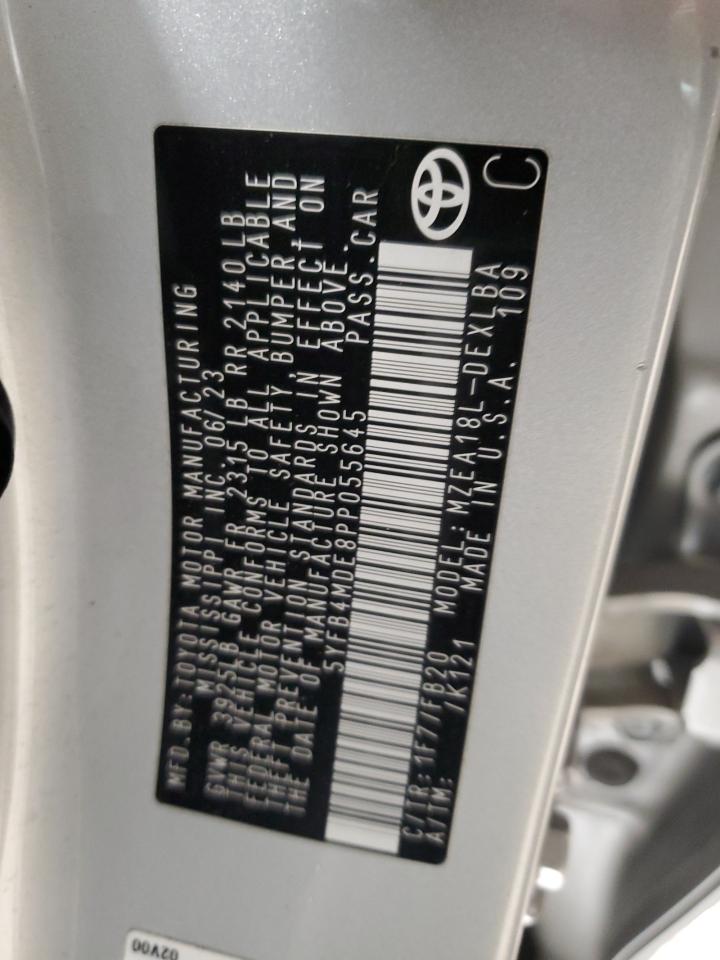 MFD.BY: TOYOTA MOTOR MANUFACTURING
MISSISSIPPI INC. 06/23
GVWR 3925LB GAWR FR 2315 LB RR 2140LB
THIS VEHICLE CONFORMS TO ALL APPLICABLE
FEDERAL MOTOR VEHICLE SAFETY, BUMPER AND
THEFT PREVENTION STANDARDS IN EFFECT ON
THE DATE OF MANUFACTURE SHOWN ABOVE.
5YFB4MDE8PP055645 PASS.CAR
C/TR: 1F7/FB20 MODEL: MZEA18L-DEXLBA
A/TM: /K121 MADE IN U.S.A. 109
C
02V00